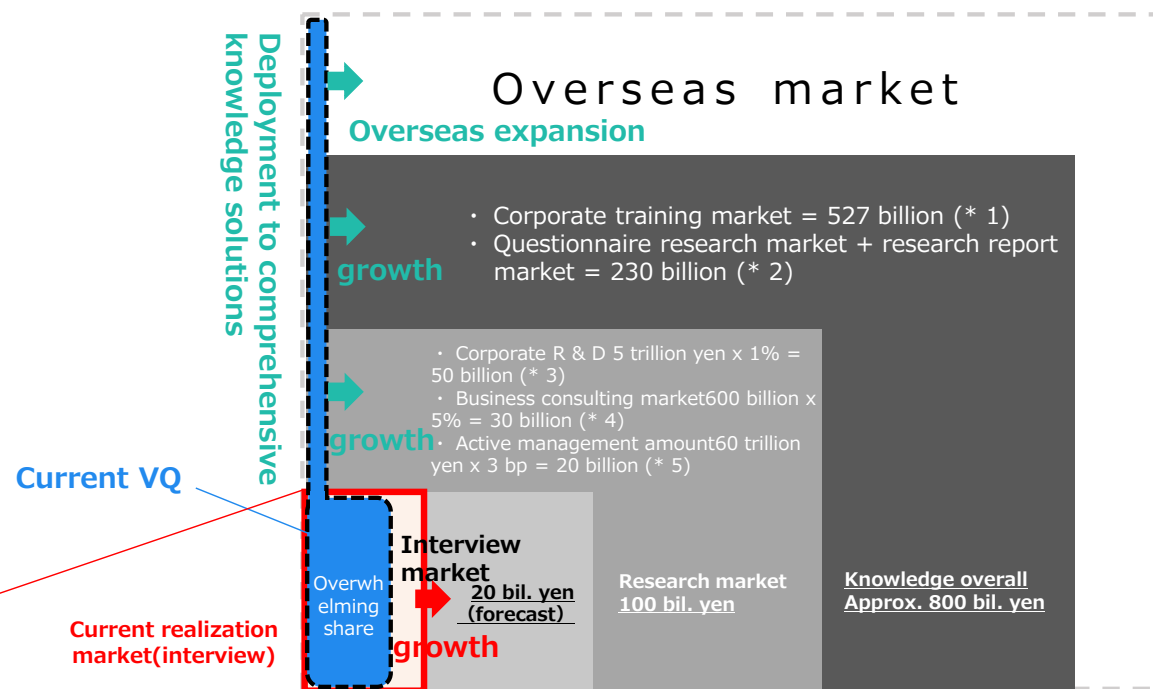 Deployment to comprehensive
knowledge solutions
Overseas market
Overseas expansion
・ Corporate training market = 527 billion (* 1)
・ Questionnaire research market + research report
market = 230 billion (* 2)
growth
・ Corporate R & D 5 trillion yen x 1% =
50 billion (* 3)
・ Business consulting market600 billion x
5% = 30 billion (* 4)
・ Active management amount60 trillion
yen x 3 bp = 20 billion (* 5)
growth
Current VQ
Interview
market
Overwh
elming
share
20 bil. yen
(forecast)
Research market
100 bil. yen
Knowledge overall
Approx. 800 bil. yen
Current realization
market(interview)
growth